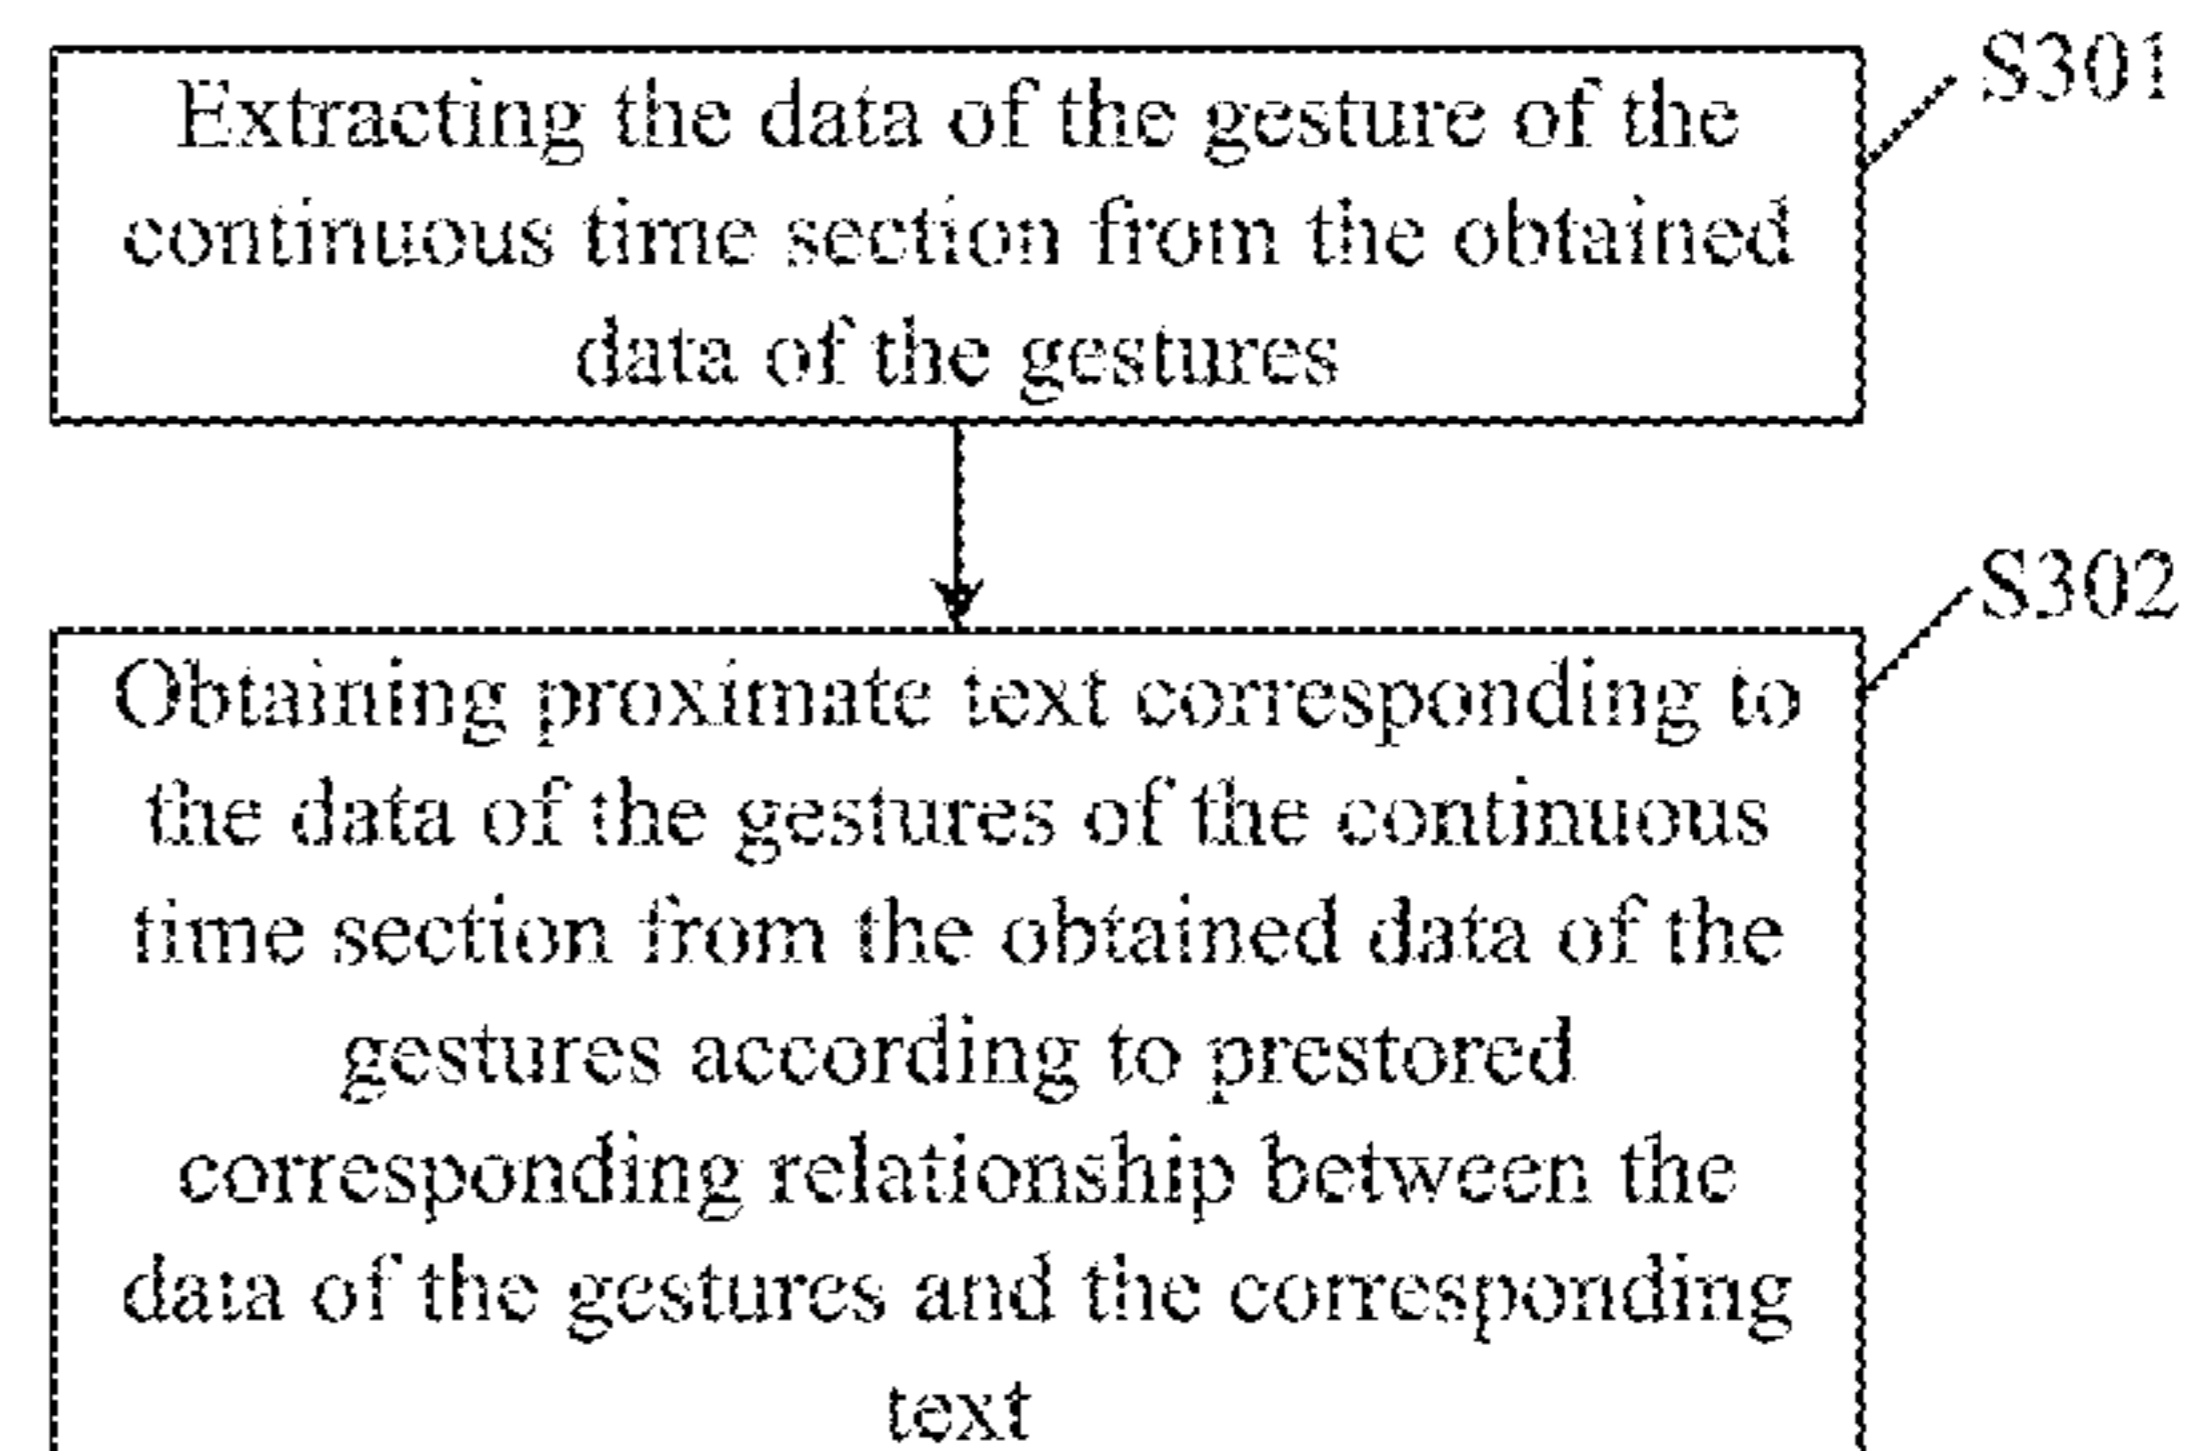 S301
Extracting the data of the gesture of the
continuous time section from the obtained
data of the gestures
S302
Obtaining proximate text corresponding to
the data of the gestures of the continuous
time section from the obtained data of the
gestures according to prestored
corresponding relationship between the
data of the gestures and the corresponding
text